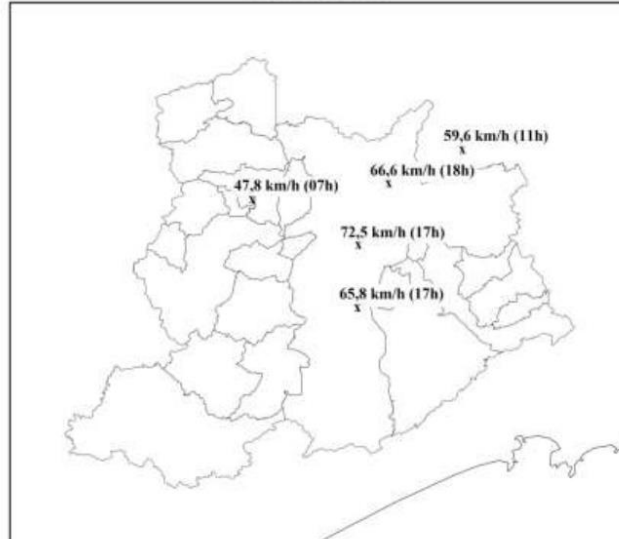 59,6 km/h (11h)
x
66,6 km/h (18h)
x
47,8 km/h (07h)
x
72,5 km/h (17h)
x
65,8 km/h (17h)
x